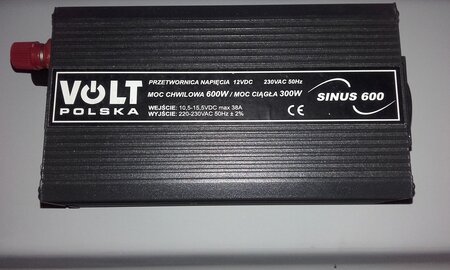 VOLT
POLSKA
PRZETWORNICA NAPIĘCIA 12VDC 230VAC 50Hz
MOC CHWILOWA 600W / MOC CIĄGŁA 300W
WEJŚCIE: 10,5-15,5VDC max 38A
WYJŚCIE: 220-230VAC 50Hz ± 2%
CE
SINUS 600